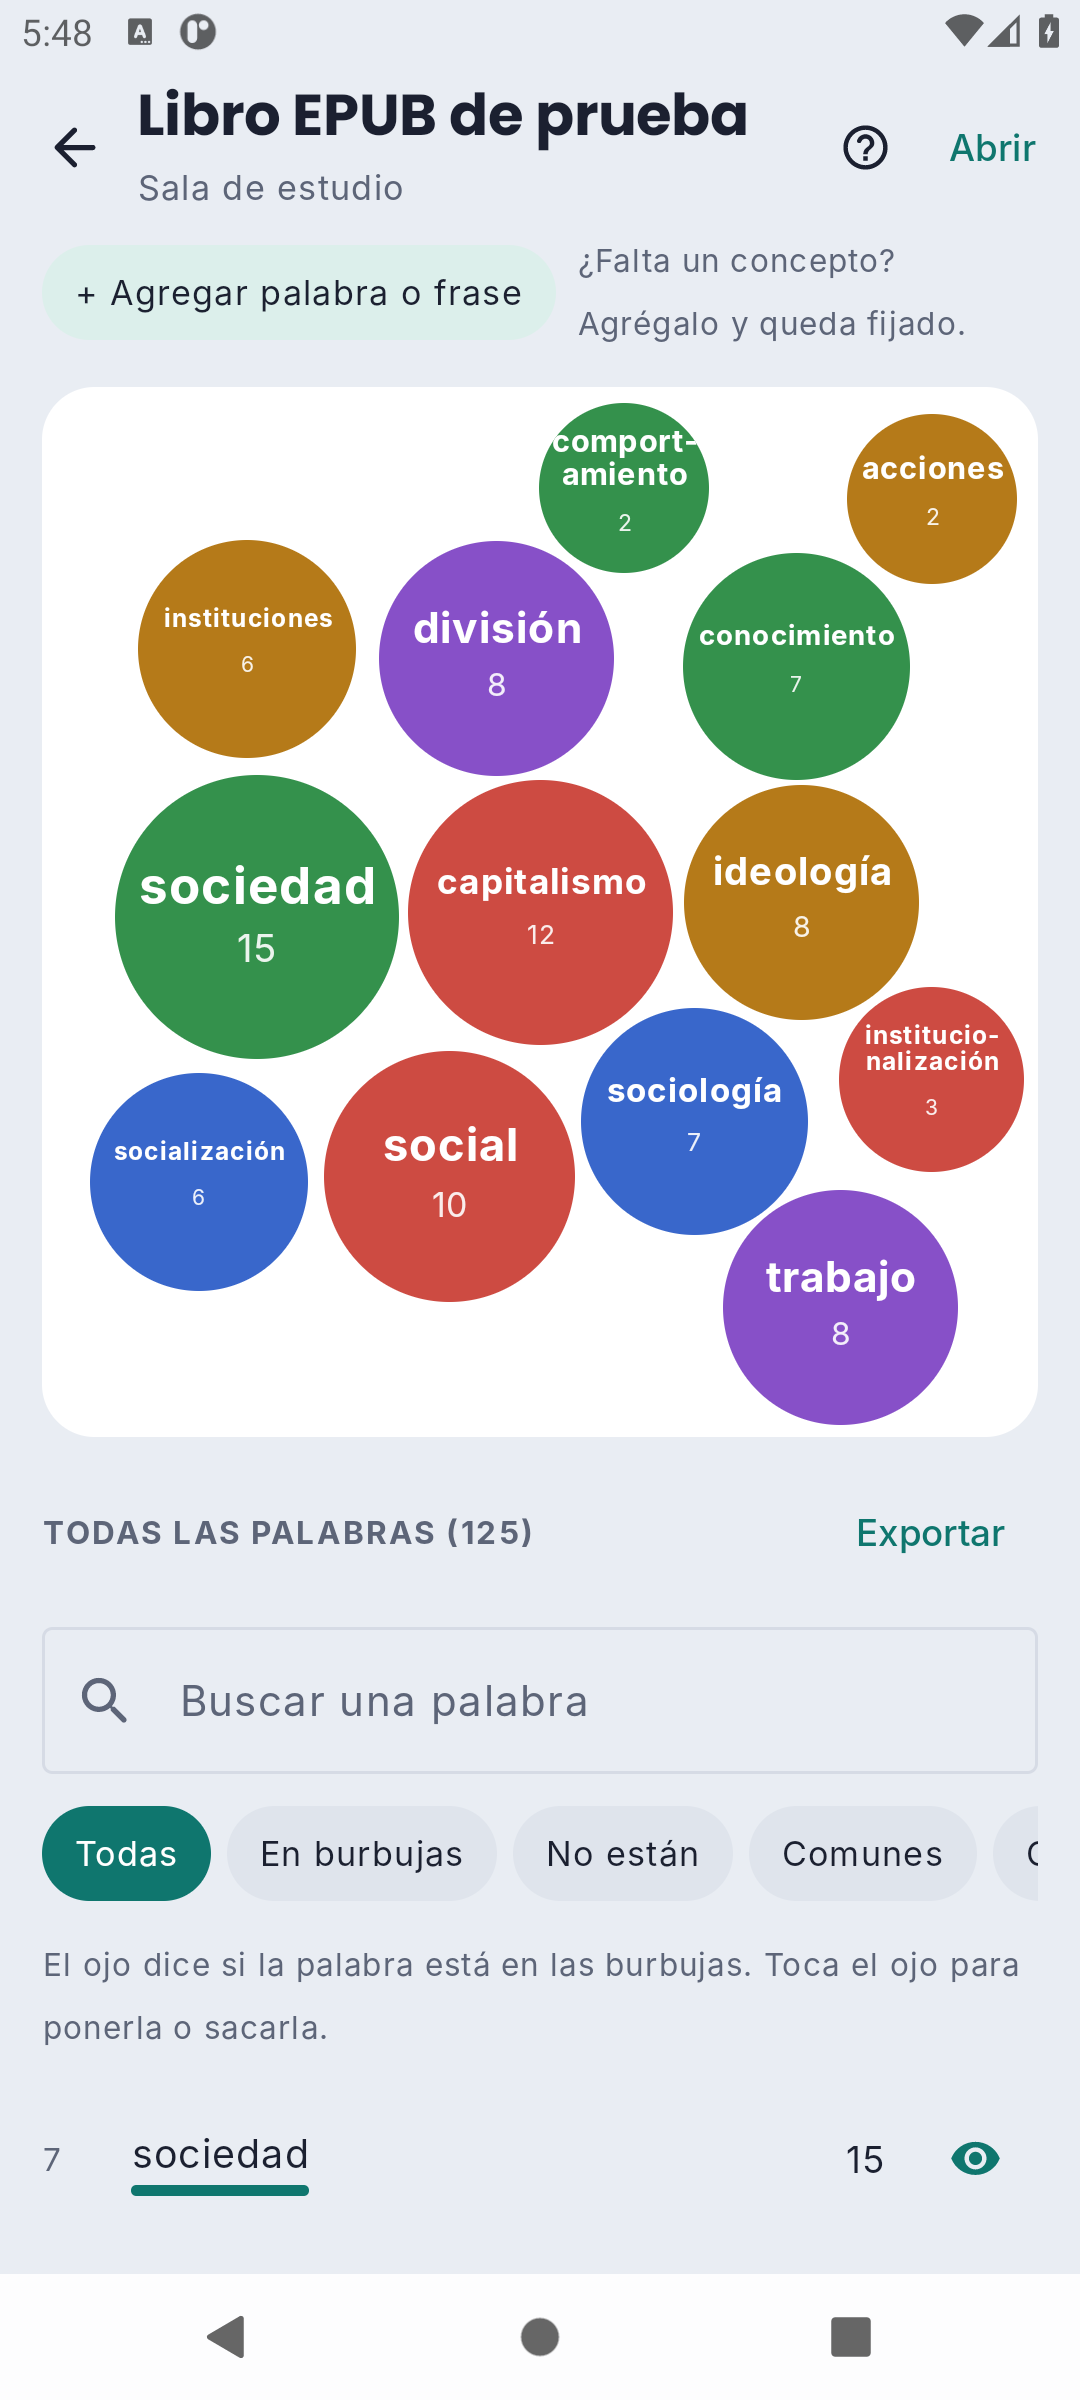 5:48
Libro EPUB de prueba
Sala de estudio
Abrir
+ Agregar palabra o frase
¿Falta un concepto?
Agrégalo y queda fijado.
comport-
amiento
2
acciones
2
instituciones
6
división
8
conocimiento
7
sociedad
15
capitalismo
12
ideología
8
institucio-
nalización
3
sociología
7
socialización
6
social
10
trabajo
8
TODAS LAS PALABRAS (125)
Exportar
Buscar una palabra
Todas
En burbujas
No están
Comunes
El ojo dice si la palabra está en las burbujas. Toca el ojo para
ponerla o sacarla.
7 sociedad 15